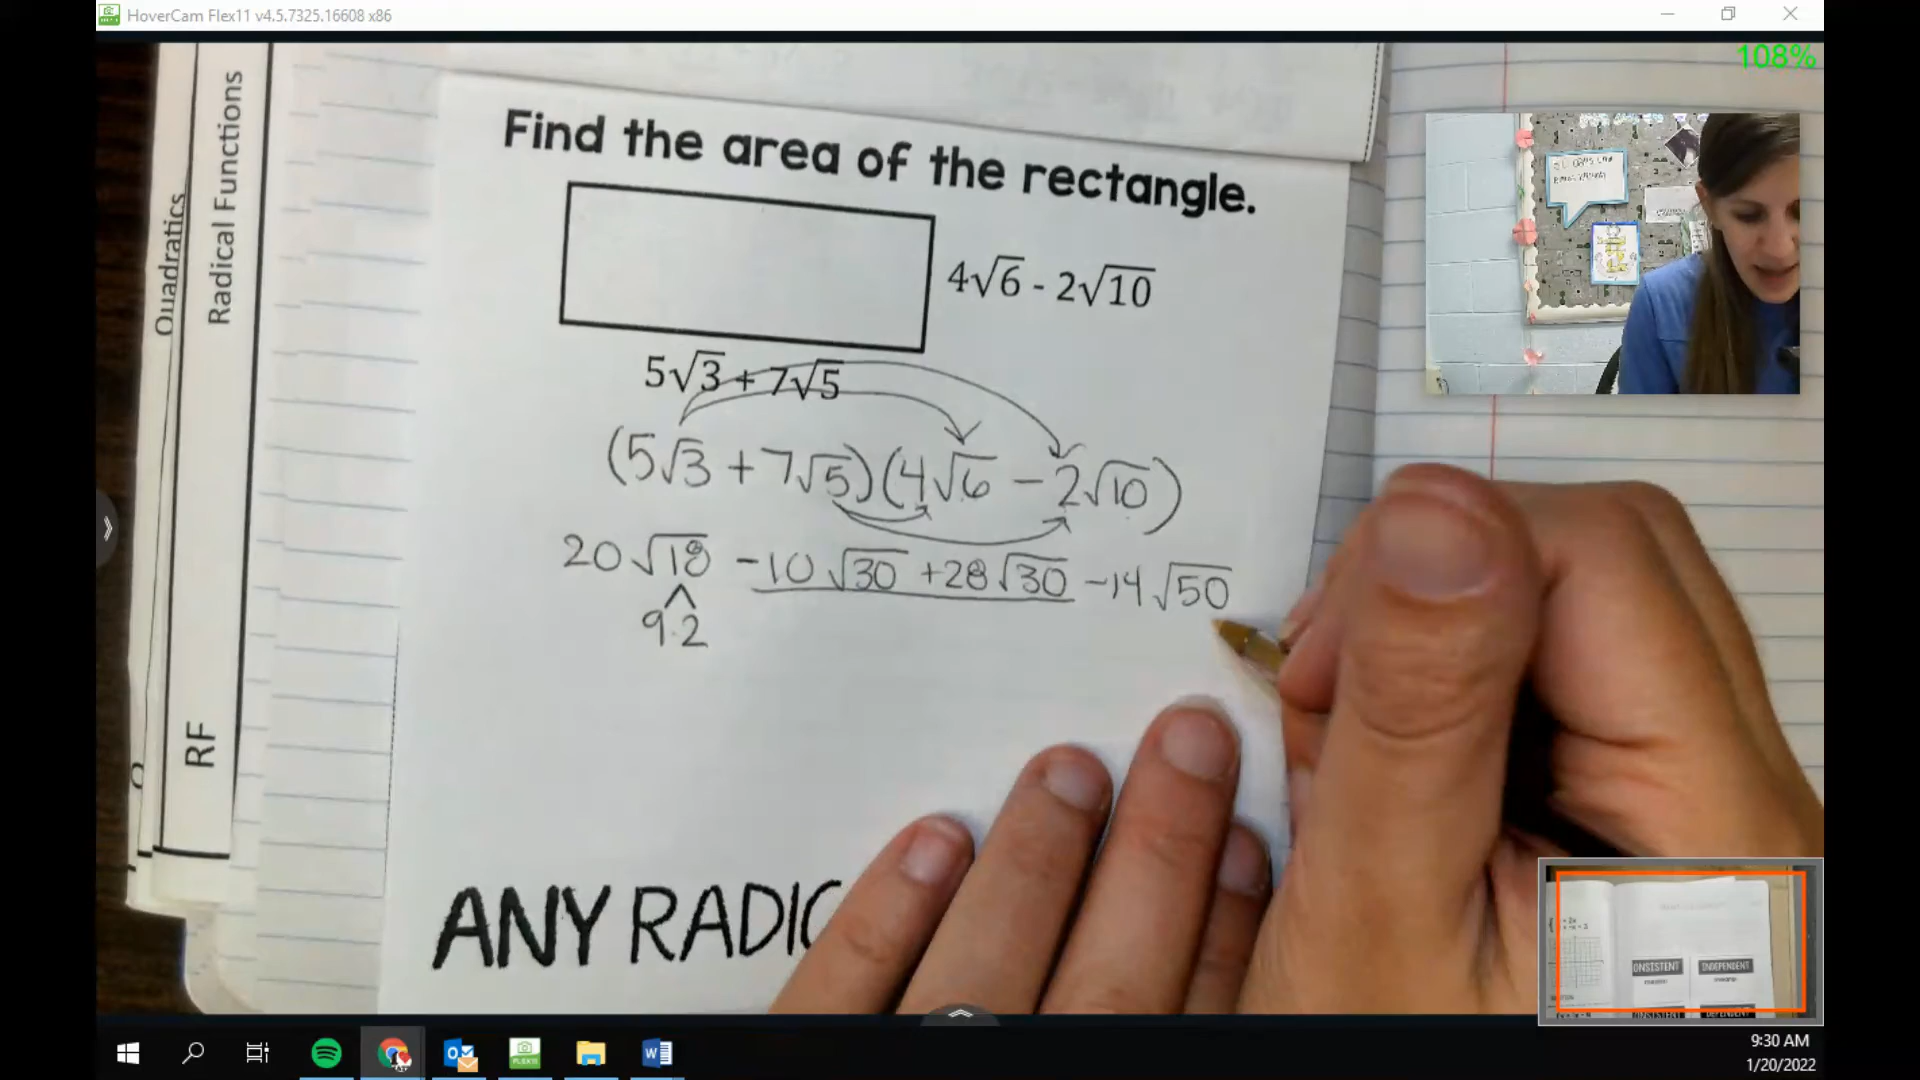 HoverCam Flex11 v4.5.7325.16608 x86
108%
Quadratics
Radical Functions
RF
Find the area of the rectangle.
4√6 - 2√10
5√3 + 7√5
(5√3 + 7√5)(4√6 - 2√10)
20√18 - 10√30 + 28√30 - 14√50
9·2
ANY RADIC
ONSISTENT
INDEPENDENT
9:30 AM
1/20/2022